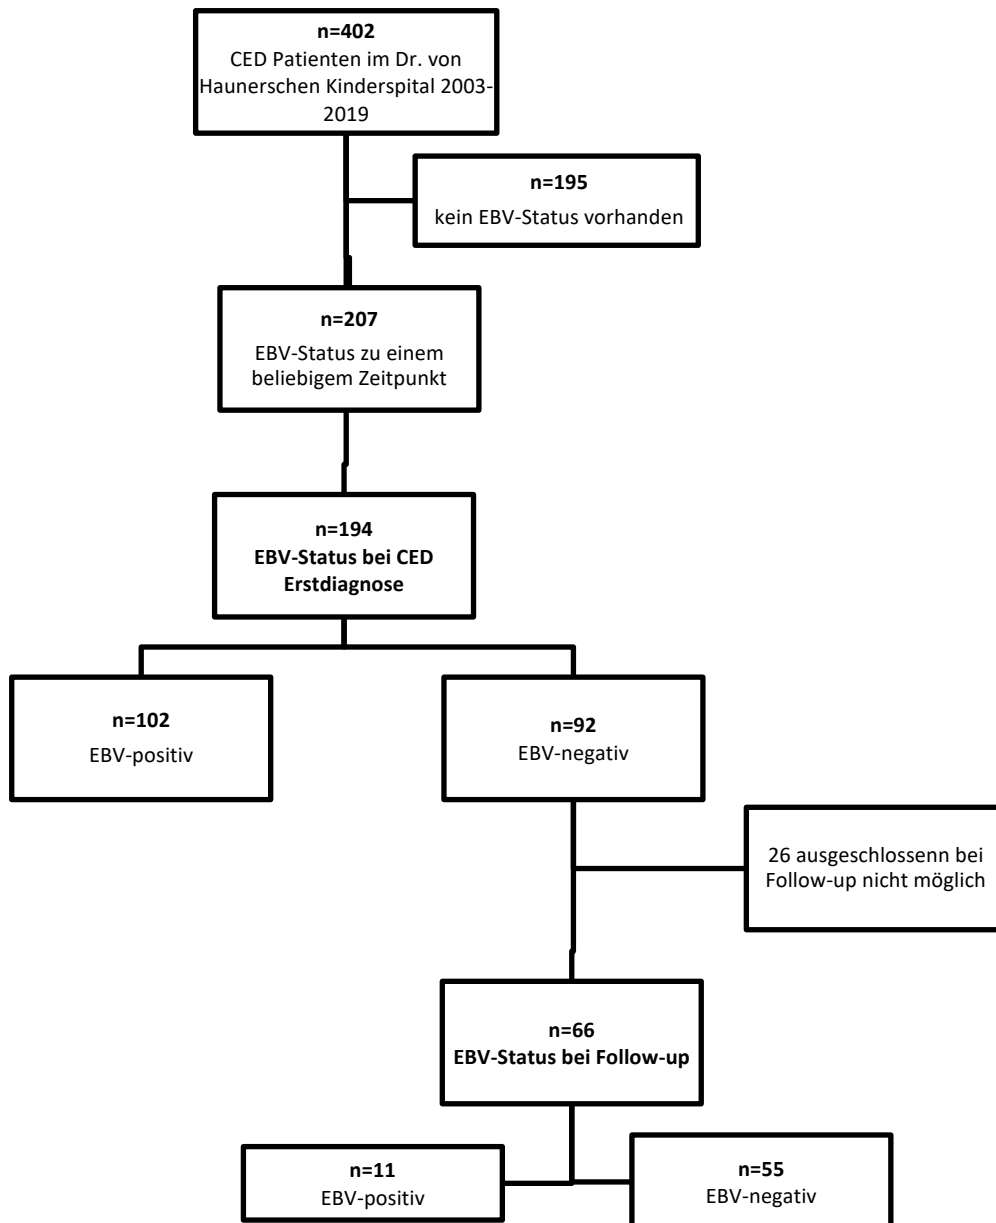 n=402
CED Patienten im Dr. von
Haunerschen Kinderspital 2003-
2019
n=195
kein EBV-Status vorhanden
n=207
EBV-Status zu einem
beliebigem Zeitpunkt
n=194
EBV-Status bei CED
Erstdiagnose
n=102
EBV-positiv
n=92
EBV-negativ
26 ausgeschlossenn bei
Follow-up nicht möglich
n=66
EBV-Status bei Follow-up
n=11
EBV-positiv
n=55
EBV-negativ